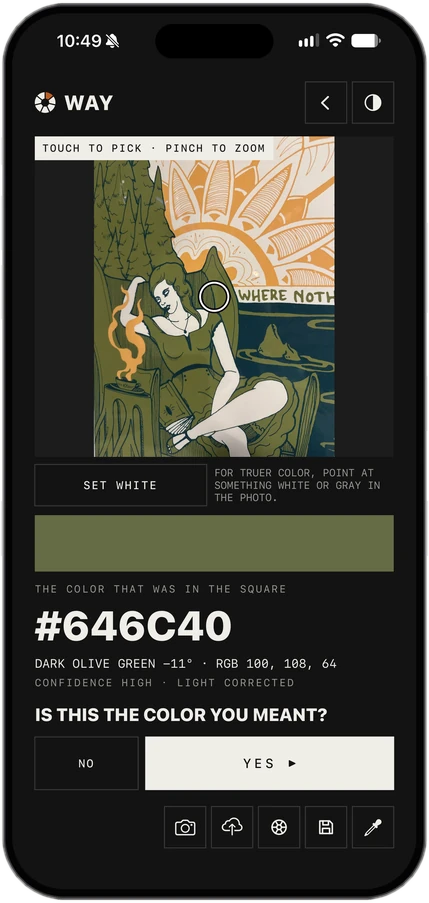 10:49
WAY
TOUCH TO PICK · PINCH TO ZOOM
WHERE NOTH
SET WHITE
FOR TRUER COLOR, POINT AT
SOMETHING WHITE OR GRAY IN
THE PHOTO.
THE COLOR THAT WAS IN THE SQUARE
#646C40
DARK OLIVE GREEN −11° · RGB 100, 108, 64
CONFIDENCE HIGH · LIGHT CORRECTED
IS THIS THE COLOR YOU MEANT?
NO
YES ▶